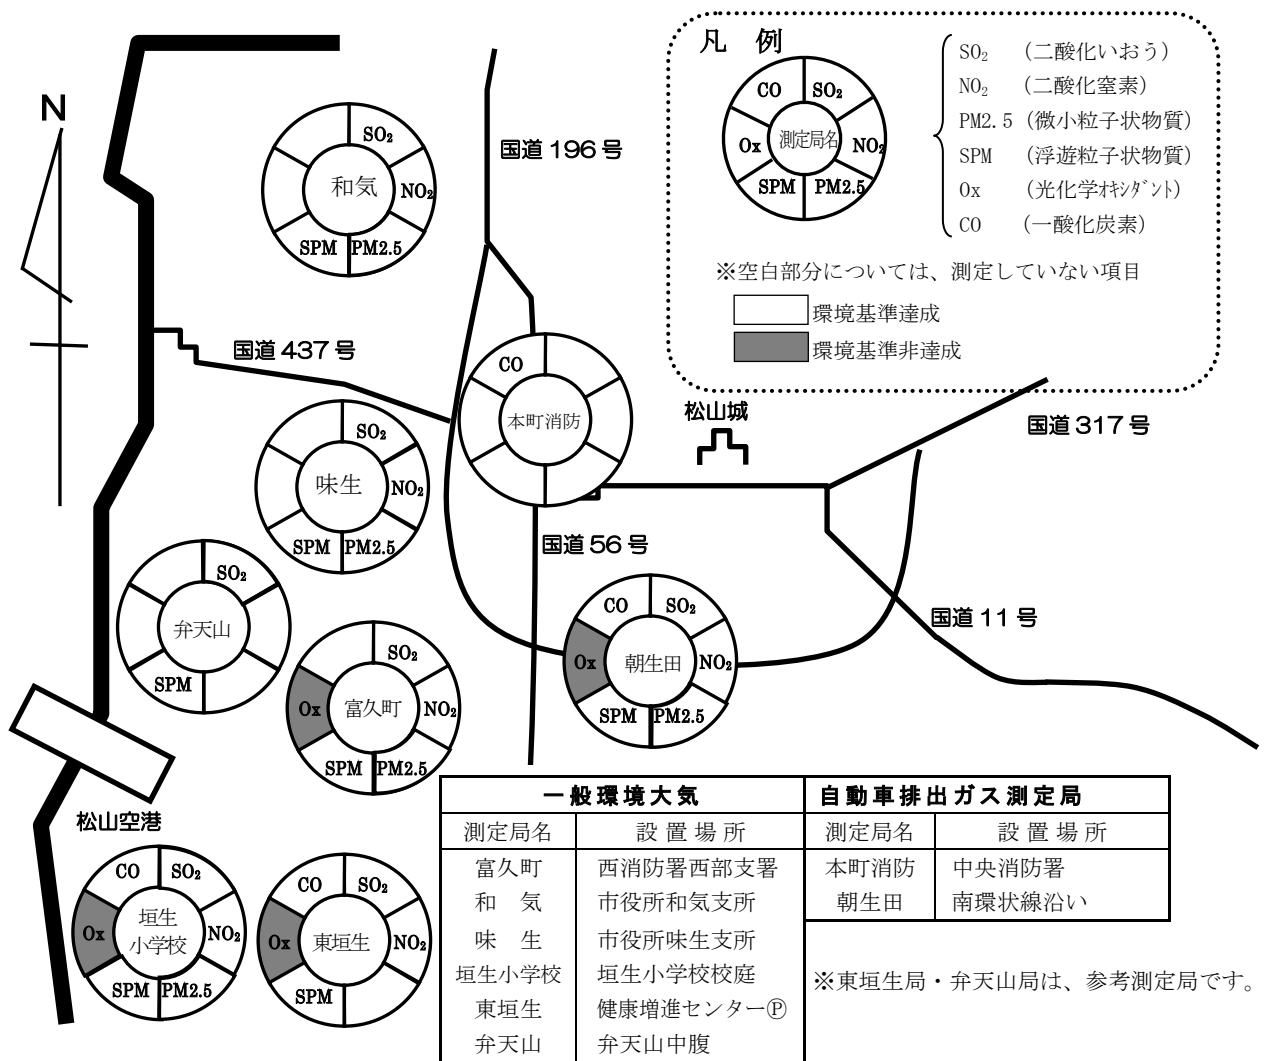 凡 例
CO SO₂
Ox 測定局名 NO₂
SPM PM2.5
SO₂ (二酸化いおう)
NO₂ (二酸化窒素)
PM2.5 (微小粒子状物質)
SPM (浮遊粒子状物質)
Ox (光化学ｵｷｼﾀﾞﾝﾄ)
CO (一酸化炭素)
※空白部分については、測定していない項目
環境基準達成
環境基準非達成
N
SO₂
和気 NO₂
SPM PM2.5
国道 196 号
国道 437 号
CO
本町消防
松山城
国道 317 号
SO₂
味生 NO₂
SPM PM2.5
国道 56 号
SO₂
弁天山
SPM
CO SO₂
Ox 朝生田 NO₂
SPM PM2.5
国道 11 号
SO₂
Ox 富久町 NO₂
SPM PM2.5
松山空港
CO SO₂
Ox 垣生 NO₂
小学校
SPM PM2.5
CO SO₂
Ox 東垣生 NO₂
SPM
一般環境大気 自動車排出ガス測定局
測定局名 設置場所 測定局名 設置場所
富久町 西消防署西部支署 本町消防 中央消防署
和 気 市役所和気支所 朝生田 南環状線沿い
味 生 市役所味生支所
垣生小学校 垣生小学校校庭
東垣生 健康増進センターⓅ
弁天山 弁天山中腹
※東垣生局・弁天山局は、参考測定局です。